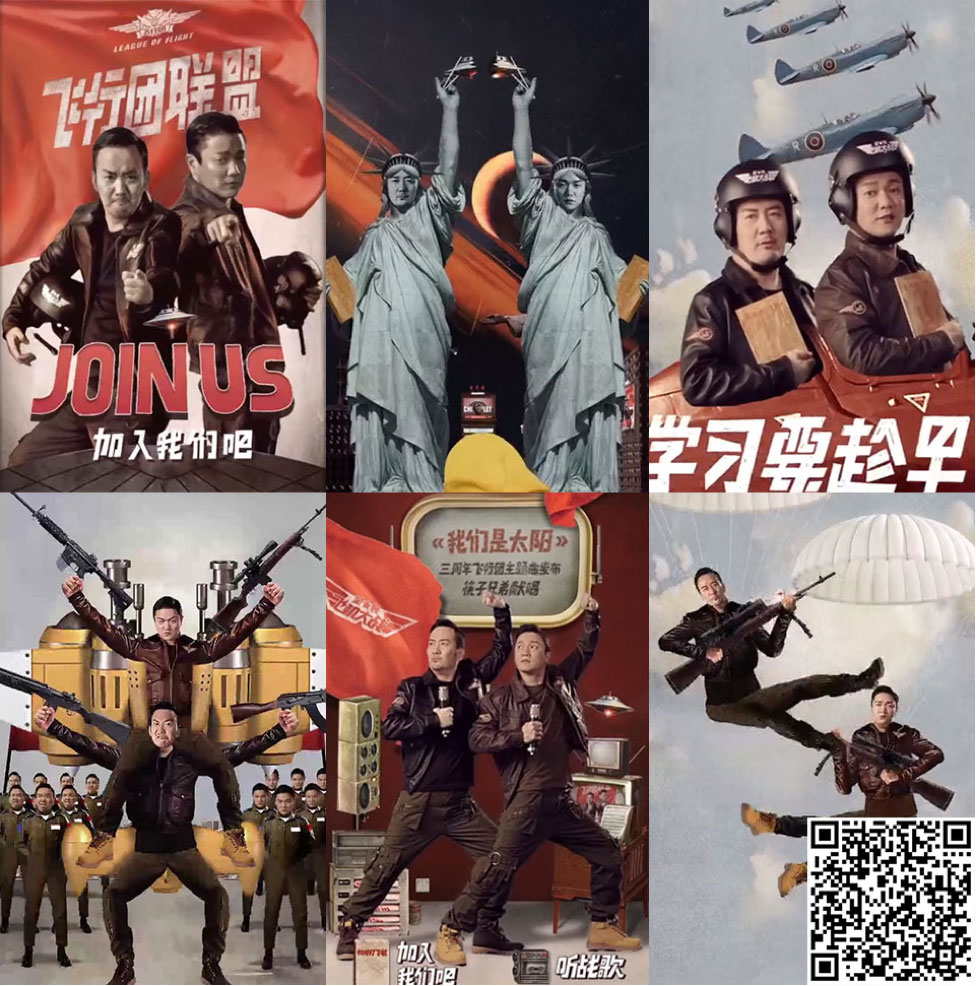 LEAGUE OF FLIGHT
飞行团联盟
JOIN US
加入我们吧
学习要趁早
R
《我们是太阳》
三周年飞行团主题曲发布
筷子兄弟献唱
加入
我们吧
听战歌